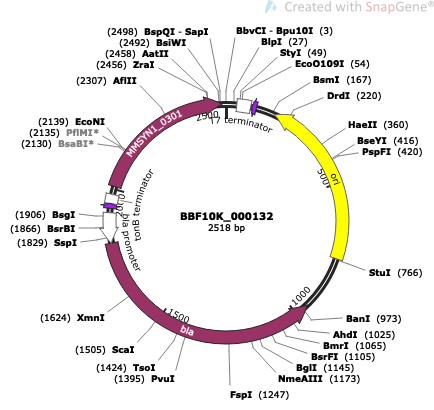 Created with SnapGene®
(2498) BspQI - SapI
(2492) BsiWI
(2458) AatII
(2456) ZraI
(2307) AflII
(2139) EcoNI
(2135) PflMI*
(2130) BsaBI*
(1906) BsgI
(1866) BsrBI
(1829) SspI
(1624) XmnI
(1505) ScaI
(1424) TsoI
(1395) PvuI
FspI (1247)
BbvCI - Bpu10I (3)
BlpI (27)
StyI (49)
EcoO109I (54)
BsmI (167)
DrdI (220)
HaeII (360)
BseYI (416)
PspFI (420)
StuI (766)
BanI (973)
AhdI (1025)
BmrI (1065)
BsrFI (1105)
BglI (1145)
NmeAIII (1173)
MMSYN1_0301
2500
T7 terminator
ori
500
1000
1500
bla
bla promoter
tonB terminator
BBF10K_000132
2518 bp